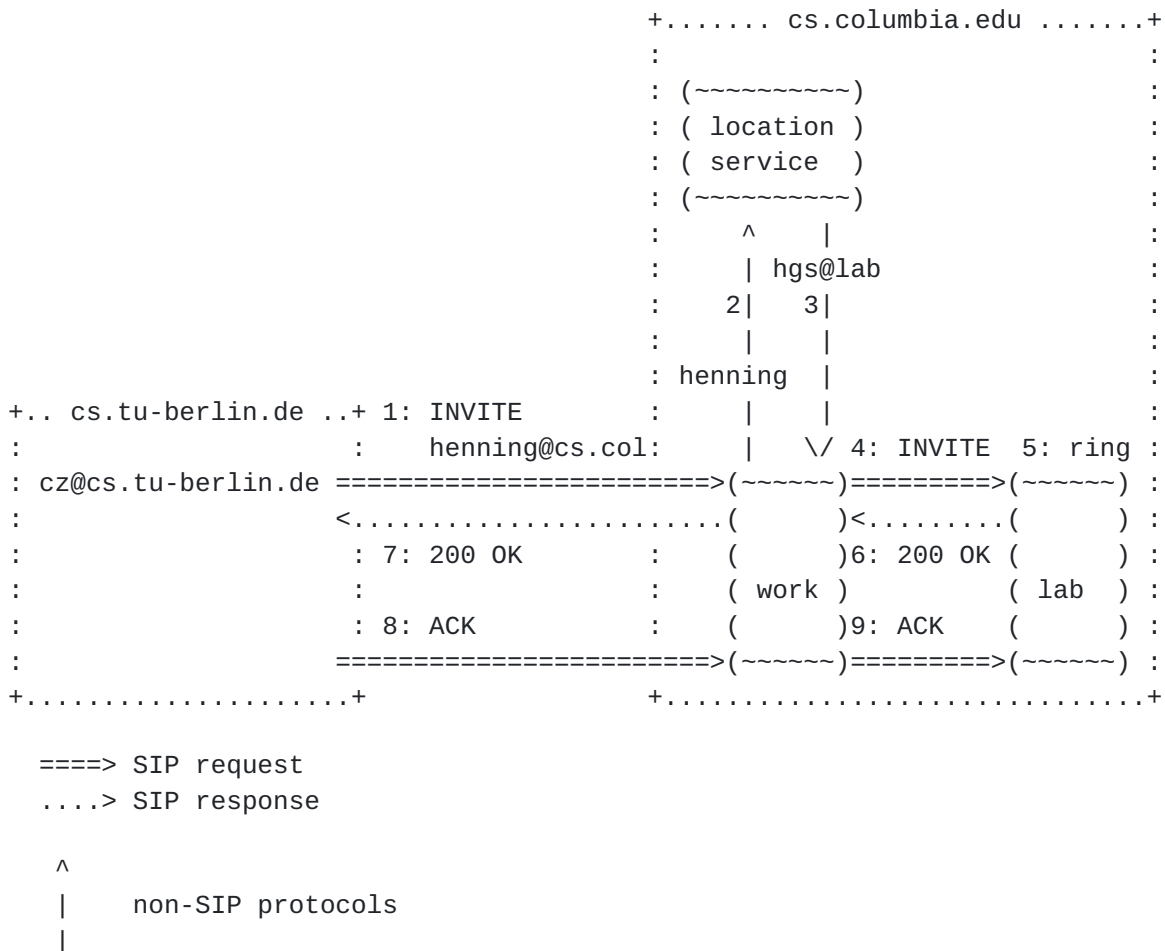 +....... cs.columbia.edu .......+
:                               :
: (~~~~~~~~~~)                  :
: ( location )                  :
: ( service  )                  :
: (~~~~~~~~~~)                  :
:     ^    |                    :
:     | hgs@lab                 :
:    2|   3|                    :
:     |    |                    :
: henning  |                    :
+.. cs.tu-berlin.de ..+ 1: INVITE        :     |    |                    :
:                     :    henning@cs.col:     |   \/ 4: INVITE  5: ring :
: cz@cs.tu-berlin.de ========================>(~~~~~~)=========>(~~~~~~) :
:                    <........................(      )<.........(      ) :
:                     : 7: 200 OK        :    (      )6: 200 OK (      ) :
:                     :                  :    ( work )          ( lab  ) :
:                     : 8: ACK           :    (      )9: ACK    (      ) :
:                    ========================>(~~~~~~)=========>(~~~~~~) :
+.....................+                  +...............................+
====> SIP request
....> SIP response
^
|    non-SIP protocols
|